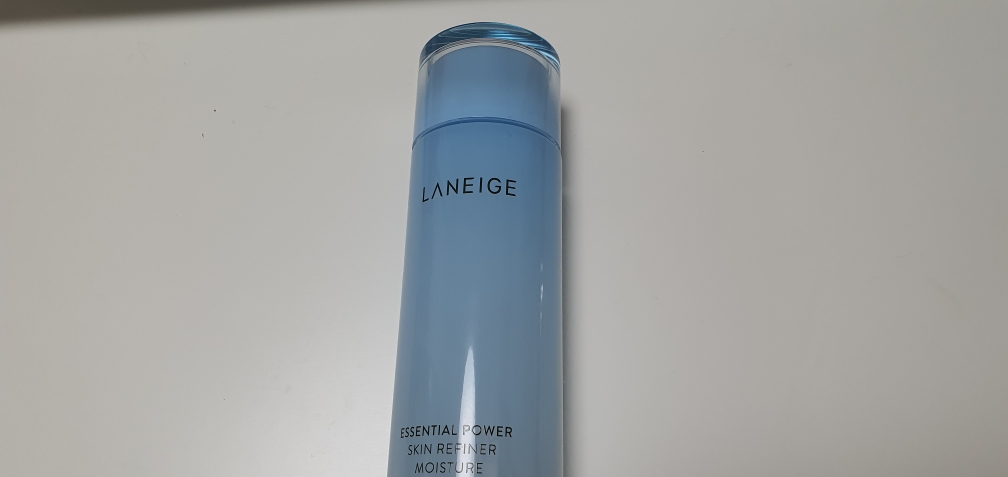 LANEIGE
ESSENTIAL POWER
SKIN REFINER
MOISTURE